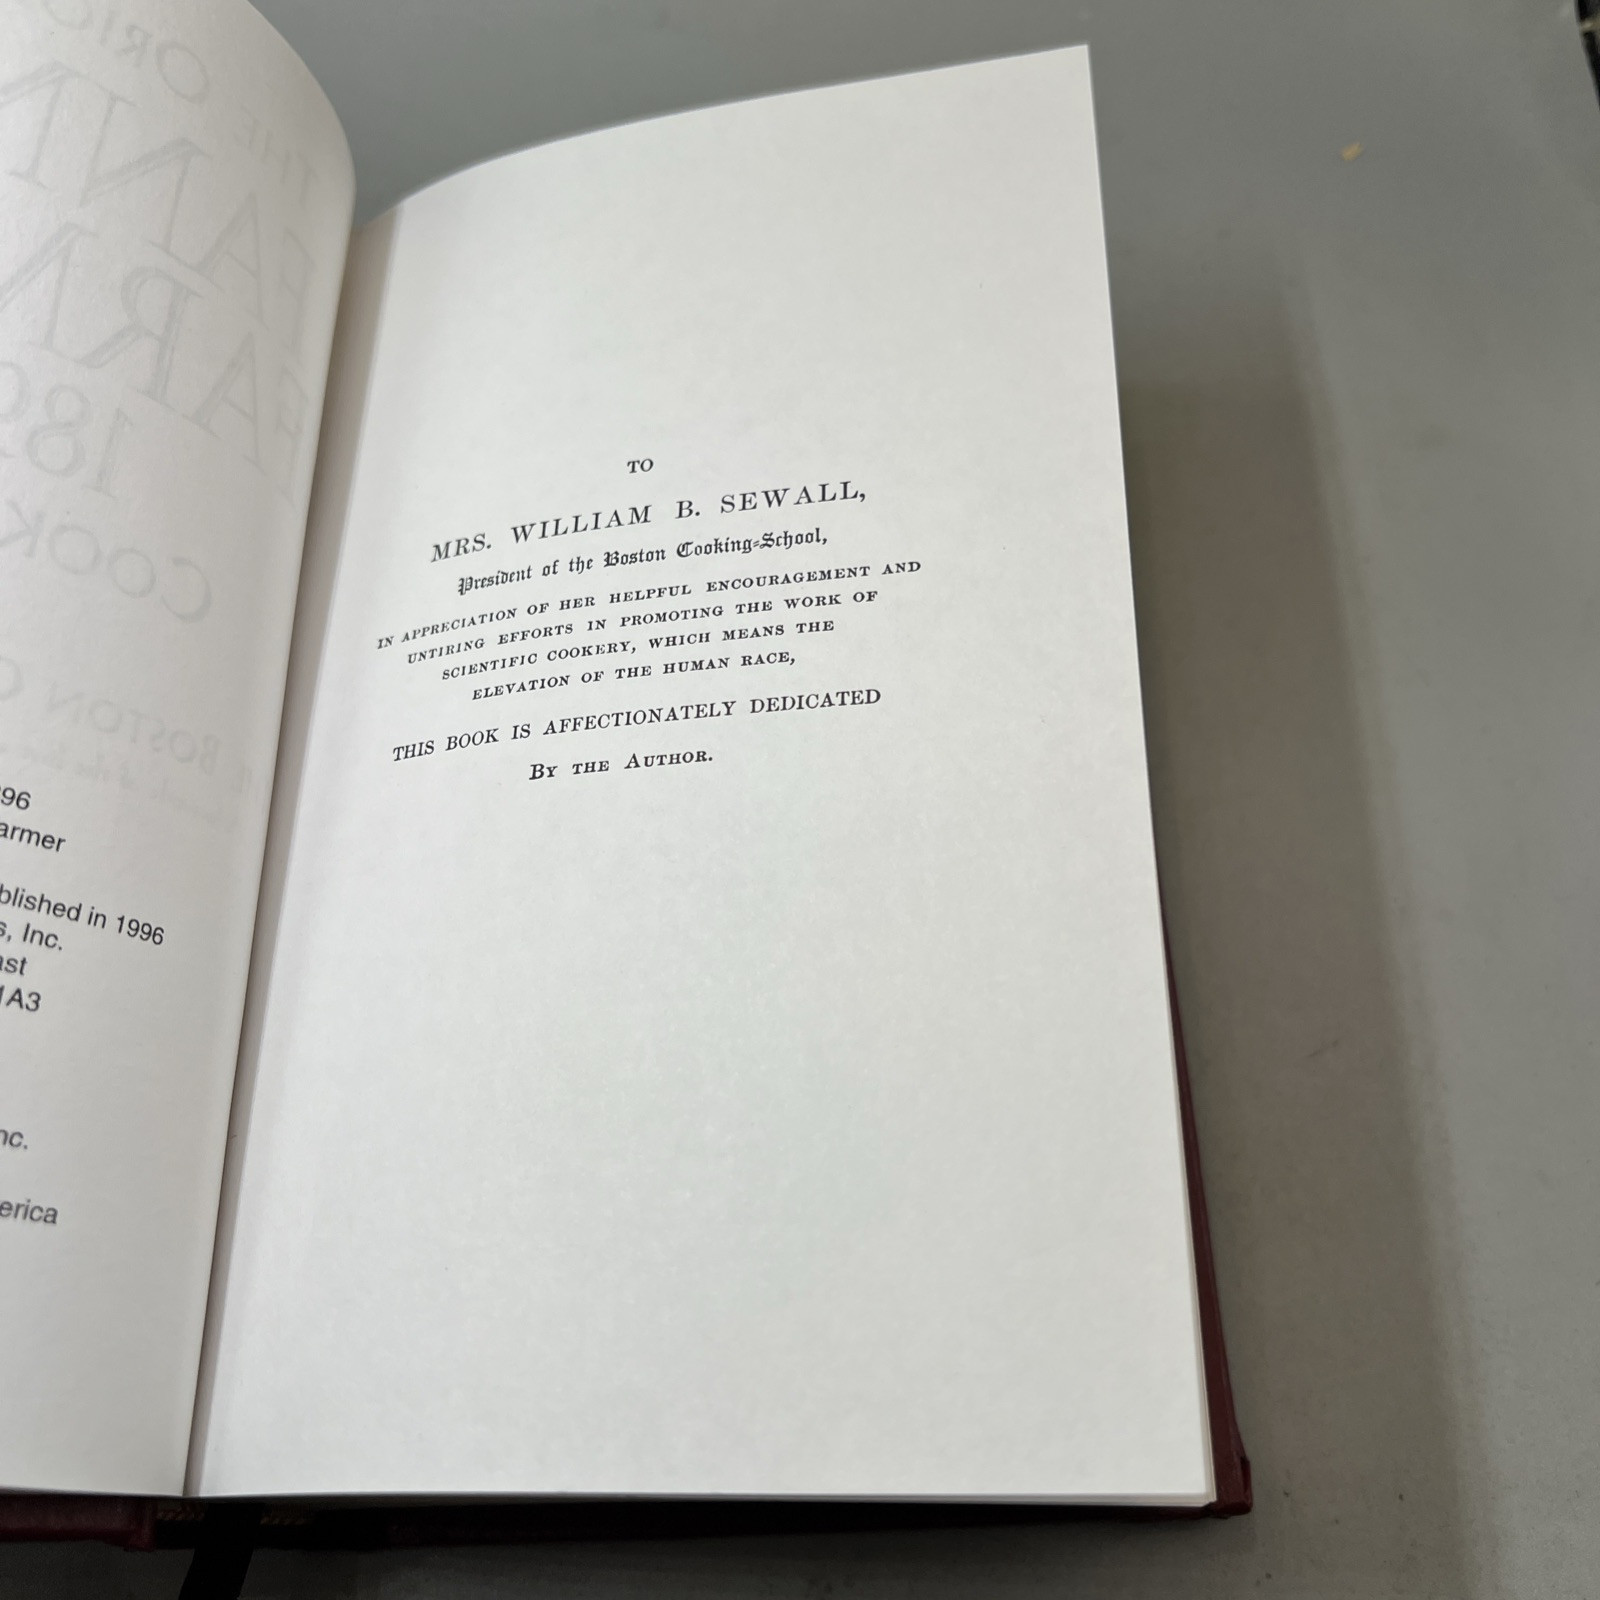 96
armer
blished in 1996
s, Inc.
ast
1A3
nc.
erica
TO
MRS. WILLIAM B. SEWALL,
President of the Boston Cooking-School,
IN APPRECIATION OF HER HELPFUL ENCOURAGEMENT AND
UNTIRING EFFORTS IN PROMOTING THE WORK OF
SCIENTIFIC COOKERY, WHICH MEANS THE
ELEVATION OF THE HUMAN RACE,
THIS BOOK IS AFFECTIONATELY DEDICATED
BY THE AUTHOR.